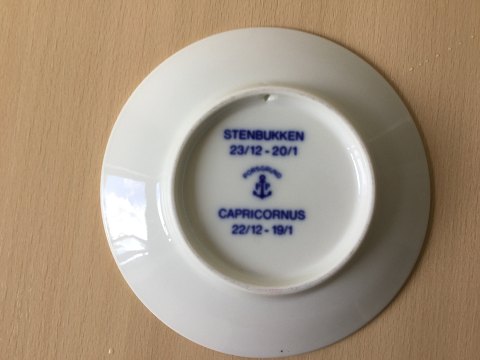 STENBUKKEN
23/12 - 20/1
PORSGRUND
P P
CAPRICORNUS
22/12 - 19/1